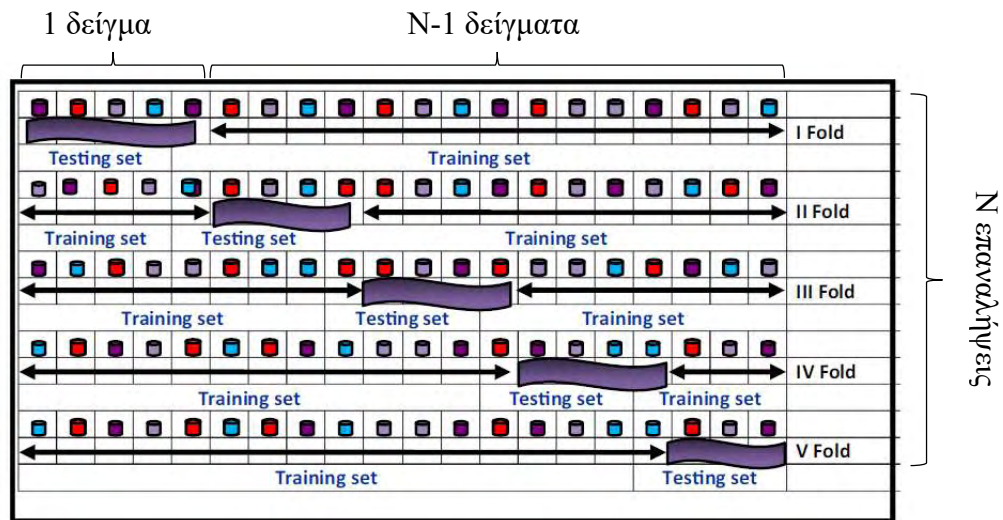 1 δείγμα
N-1 δείγματα
I Fold
Testing set
Training set
II Fold
Training set
Testing set
Training set
III Fold
Training set
Testing set
Training set
IV Fold
Training set
Testing set
Training set
V Fold
Training set
Testing set
N επαναλήψεις